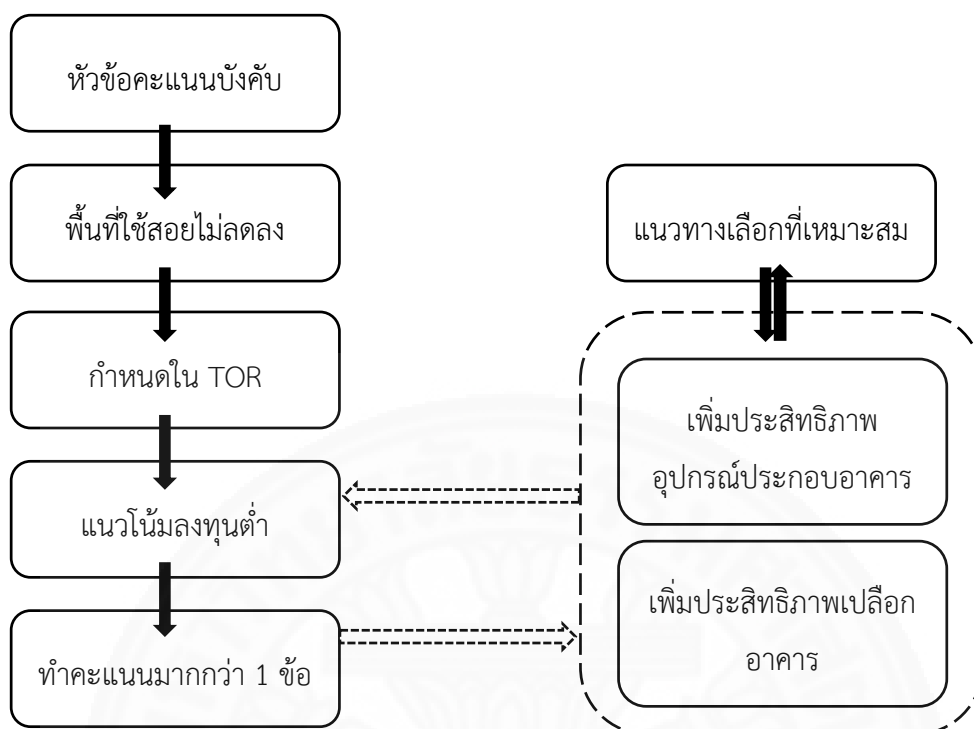 หัวข้อคะแนนบังคับ
พื้นที่ใช้สอยไม่ลดลง
กำหนดใน TOR
แนวโน้มลงทุนต่ำ
ทำคะแนนมากกว่า 1 ข้อ
แนวทางเลือกที่เหมาะสม
เพิ่มประสิทธิภาพ
อุปกรณ์ประกอบอาคาร
เพิ่มประสิทธิภาพเปลือก
อาคาร